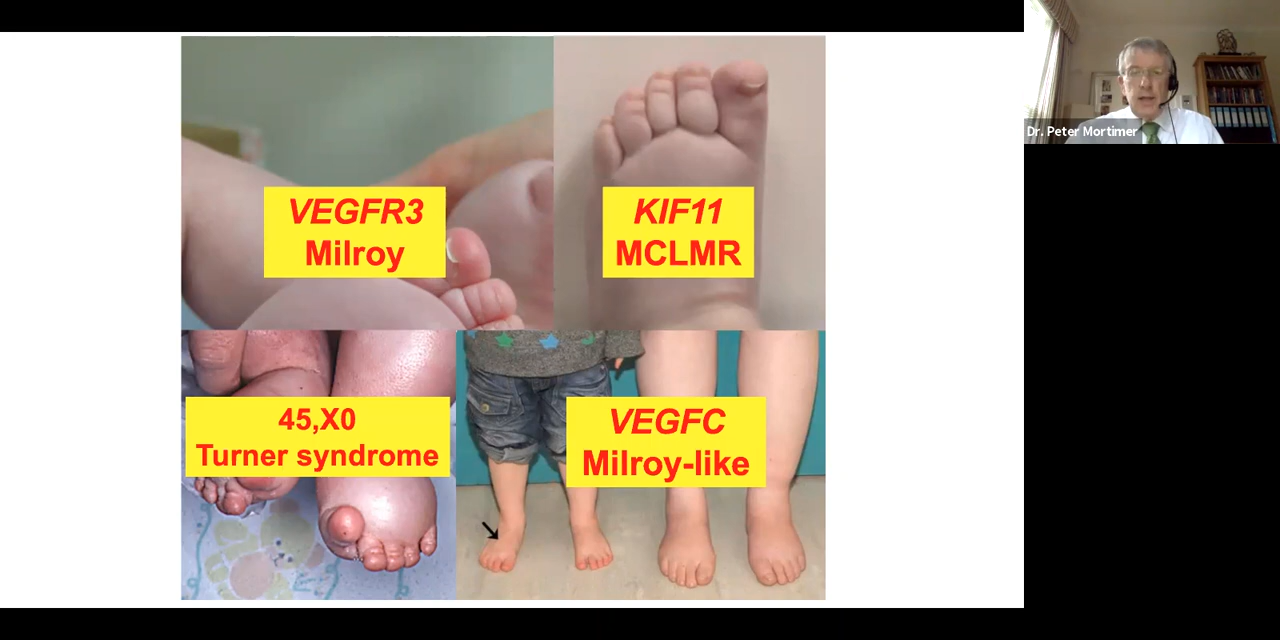 VEGFR3
Milroy
KIF11
MCLMR
45,X0
Turner syndrome
VEGFC
Milroy-like
Dr. Peter Mortimer